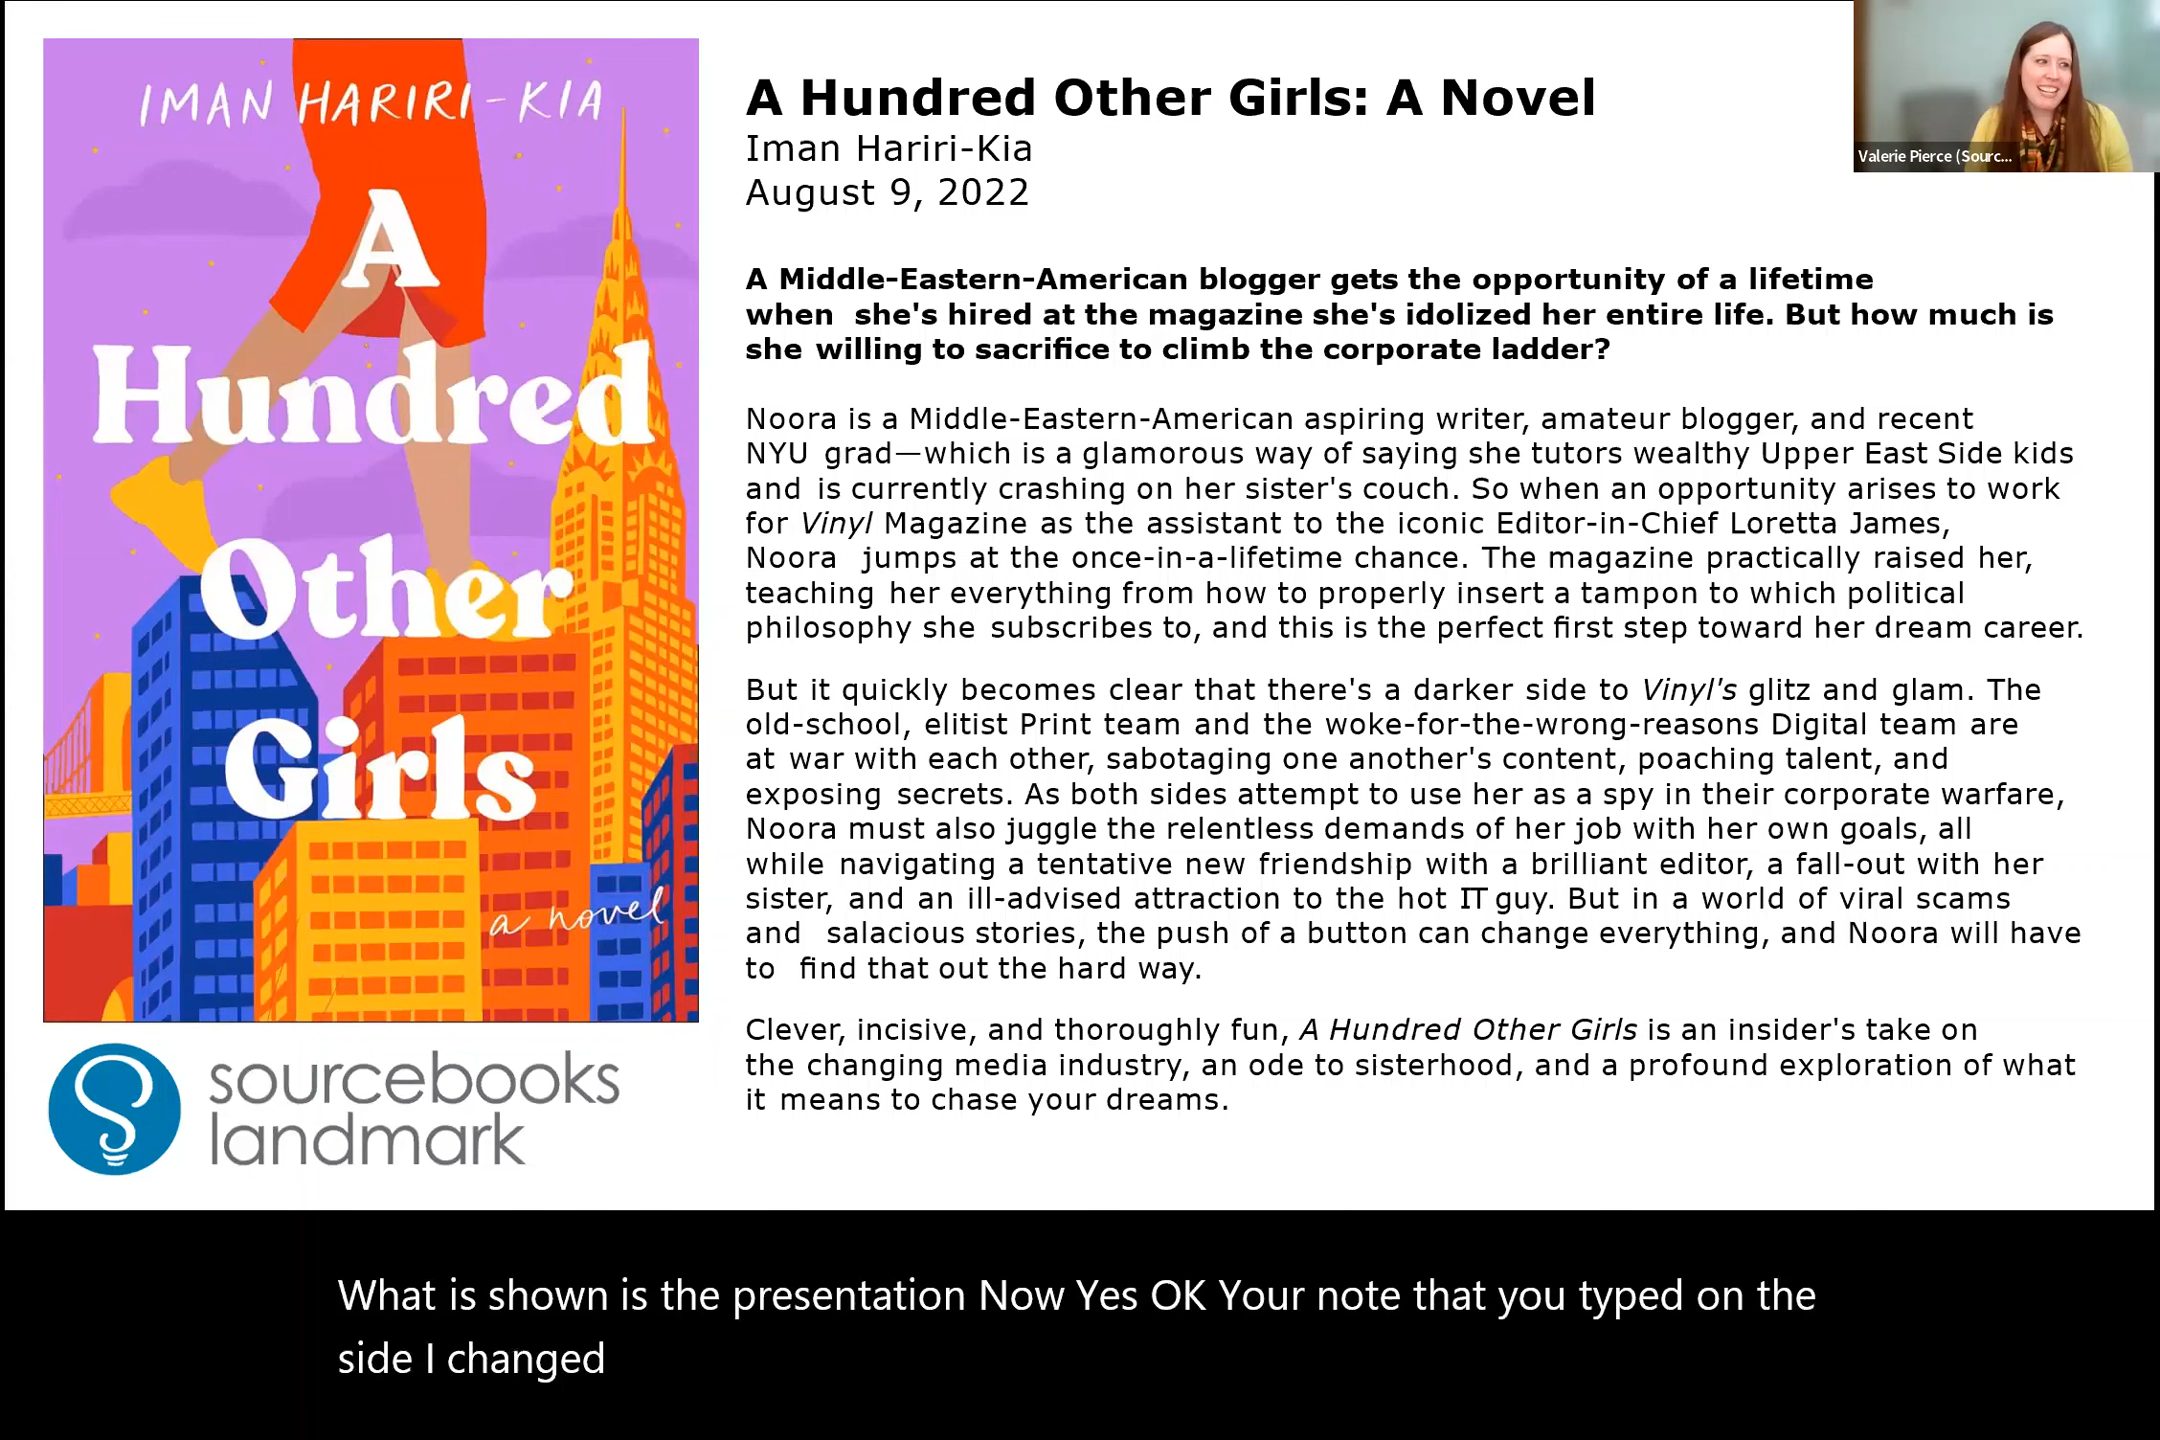 IMAN HARIRI-KIA
A
Hundred
Other
Girls
a novel
sourcebooks
landmark
A Hundred Other Girls: A Novel
Iman Hariri-Kia
August 9, 2022
A Middle-Eastern-American blogger gets the opportunity of a lifetime
when she's hired at the magazine she's idolized her entire life. But how much is
she willing to sacrifice to climb the corporate ladder?
Noora is a Middle-Eastern-American aspiring writer, amateur blogger, and recent
NYU grad—which is a glamorous way of saying she tutors wealthy Upper East Side kids
and is currently crashing on her sister's couch. So when an opportunity arises to work
for Vinyl Magazine as the assistant to the iconic Editor-in-Chief Loretta James,
Noora jumps at the once-in-a-lifetime chance. The magazine practically raised her,
teaching her everything from how to properly insert a tampon to which political
philosophy she subscribes to, and this is the perfect first step toward her dream career.
But it quickly becomes clear that there's a darker side to Vinyl's glitz and glam. The
old-school, elitist Print team and the woke-for-the-wrong-reasons Digital team are
at war with each other, sabotaging one another's content, poaching talent, and
exposing secrets. As both sides attempt to use her as a spy in their corporate warfare,
Noora must also juggle the relentless demands of her job with her own goals, all
while navigating a tentative new friendship with a brilliant editor, a fall-out with her
sister, and an ill-advised attraction to the hot IT guy. But in a world of viral scams
and salacious stories, the push of a button can change everything, and Noora will have
to find that out the hard way.
Clever, incisive, and thoroughly fun, A Hundred Other Girls is an insider's take on
the changing media industry, an ode to sisterhood, and a profound exploration of what
it means to chase your dreams.
Valerie Pierce (Sourc...
What is shown is the presentation Now Yes OK Your note that you typed on the
side I changed